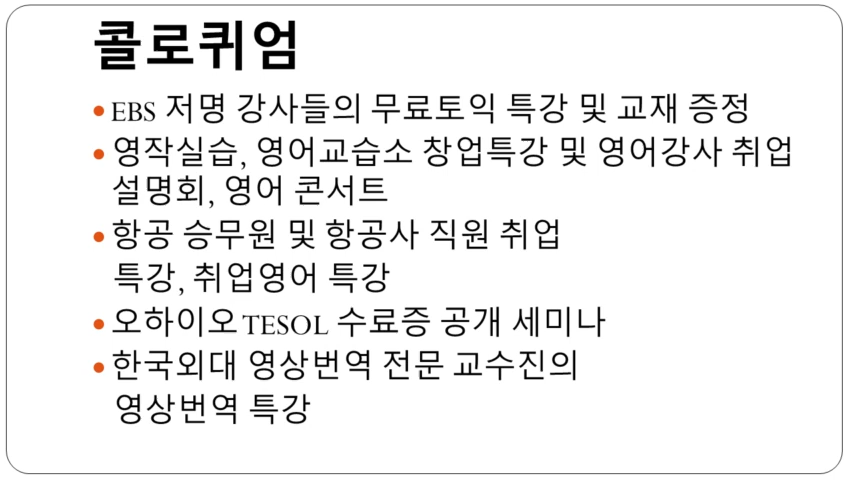 콜로퀴엄
EBS 저명 강사들의 무료토익 특강 및 교재 증정
영작실습, 영어교습소 창업특강 및 영어강사 취업
설명회, 영어 콘서트
항공 승무원 및 항공사 직원 취업
특강, 취업영어 특강
오하이오TESOL 수료증 공개 세미나
한국외대 영상번역 전문 교수진의
영상번역 특강